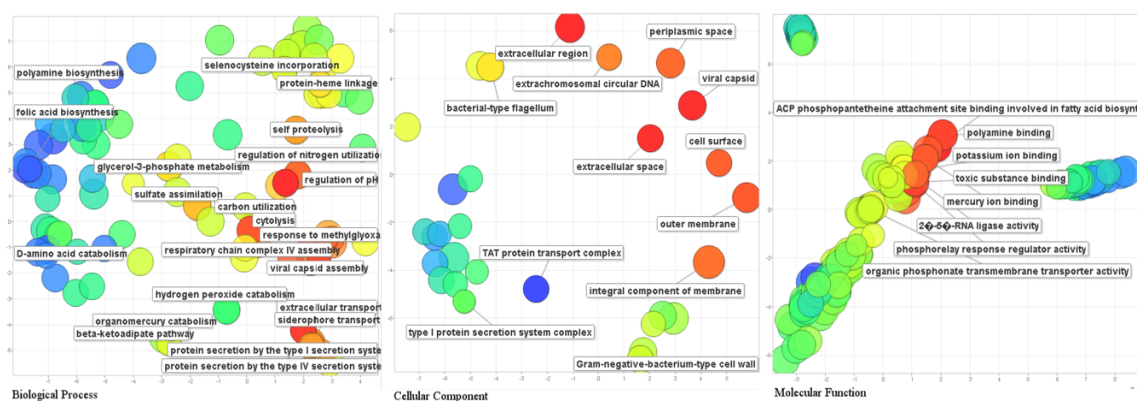 polyamine biosynthesis
selenocysteine incorporation
protein-heme linkage
folic acid biosynthesis
self proteolysis
regulation of nitrogen utilizatio
glycerol-3-phosphate metabolism
regulation of pH
sulfate assimilation
carbon utilization
cytolysis
response to methylglyoxa
D-amino acid catabolism
respiratory chain complex IV assembly
viral capsid assembly
hydrogen peroxide catabolism
extracellular transport
organomercury catabolism
siderophore transport
beta-ketoadipate pathway
protein secretion by the type I secretion syste
protein secretion by the type IV secretion syste
Biological Process
periplasmic space
extracellular region
viral capsid
extrachromosomal circular DNA
bacterial-type flagellum
cell surface
extracellular space
outer membrane
TAT protein transport complex
integral component of membrane
type I protein secretion system complex
Gram-negative-bacterium-type cell wall
Cellular Component
ACP phosphopantetheine attachment site binding involved in fatty acid biosynt
polyamine binding
potassium ion binding
toxic substance binding
mercury ion binding
2�-5�-RNA ligase activity
phosphorelay response regulator activity
organic phosphonate transmembrane transporter activity
Molecular Function